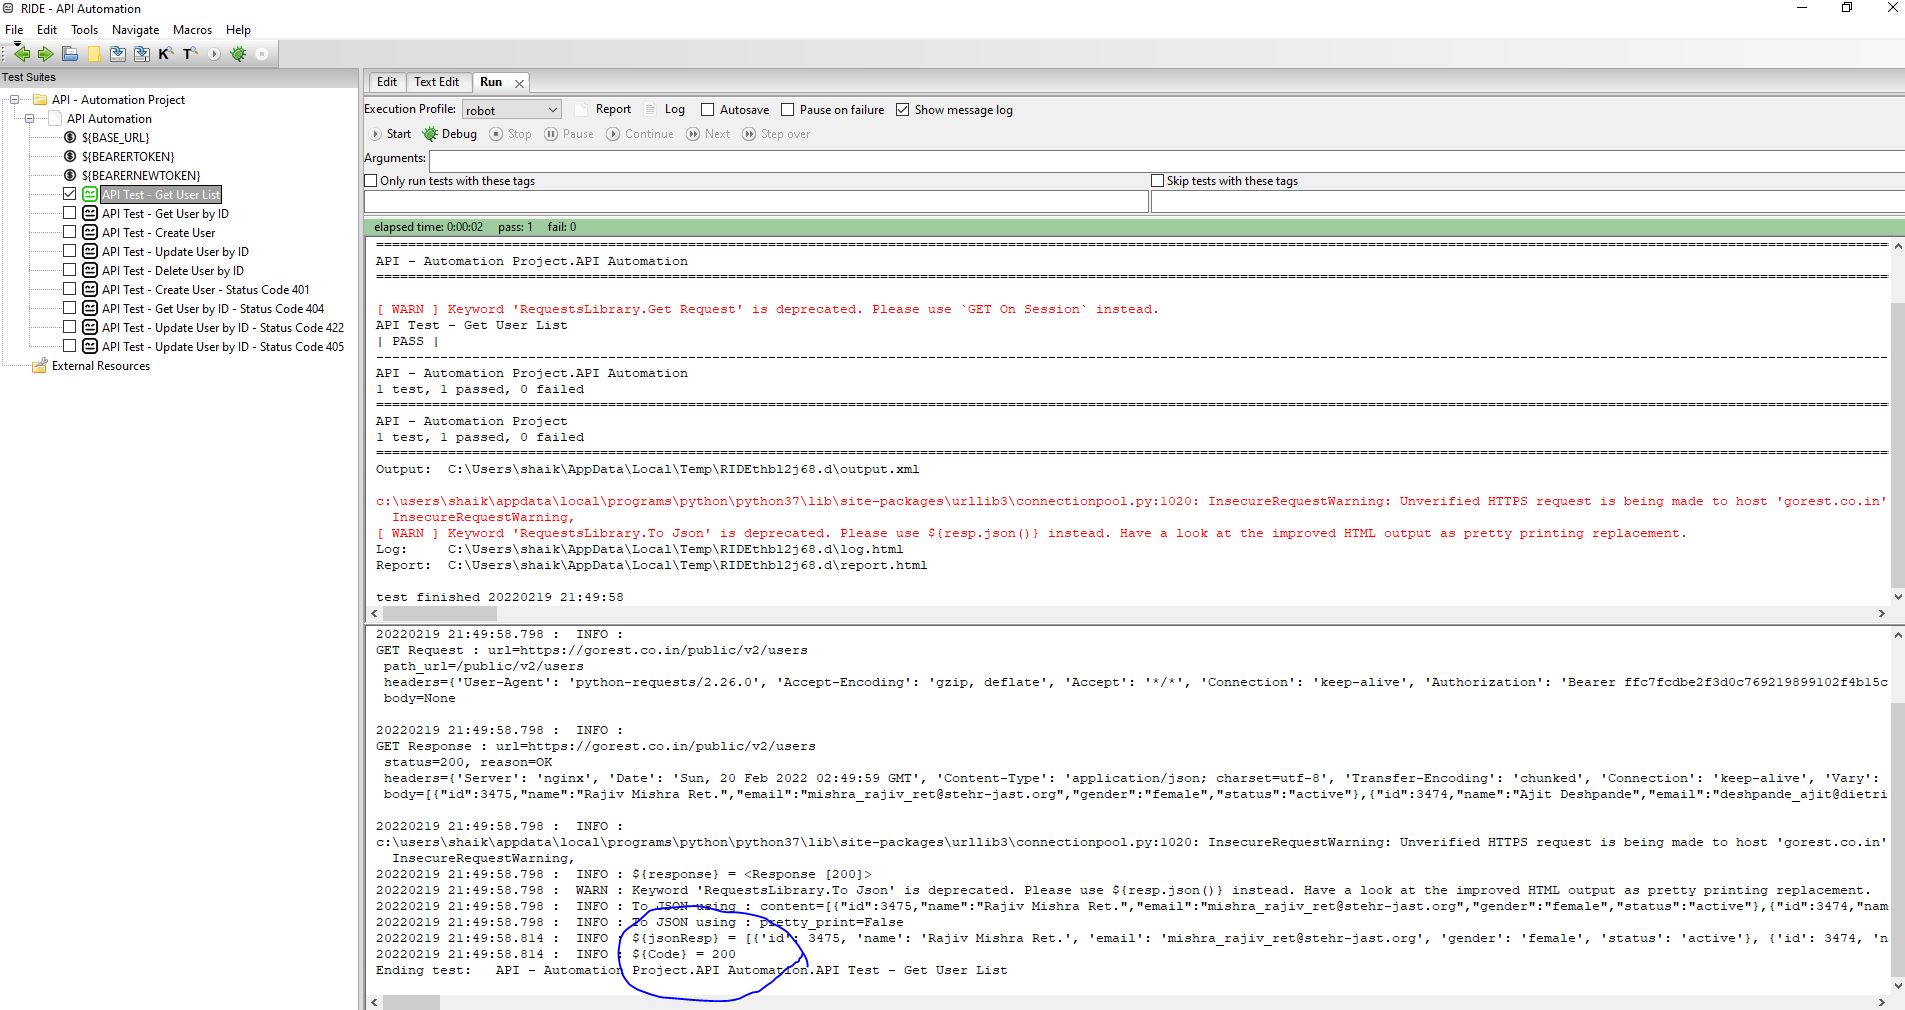 RIDE - API Automation
File Edit Tools Navigate Macros Help
K T
Test Suites
API - Automation Project
API Automation
${BASE_URL}
${BEARERTOKEN}
${BEARERNEWTOKEN}
API Test - Get User List
API Test - Get User by ID
API Test - Create User
API Test - Update User by ID
API Test - Delete User by ID
API Test - Create User - Status Code 401
API Test - Get User by ID - Status Code 404
API Test - Update User by ID - Status Code 422
API Test - Update User by ID - Status Code 405
External Resources
Edit Text Edit Run
Execution Profile: robot Report Log Autosave Pause on failure Show message log
Start Debug Stop Pause Continue Next Step over
Arguments:
Only run tests with these tags Skip tests with these tags
elapsed time: 0:00:02 pass: 1 fail: 0
API - Automation Project.API Automation
[ WARN ] Keyword 'RequestsLibrary.Get Request' is deprecated. Please use `GET On Session` instead.
API Test - Get User List
| PASS |
API - Automation Project.API Automation
1 test, 1 passed, 0 failed
API - Automation Project
1 test, 1 passed, 0 failed
Output: C:\Users\shaik\AppData\Local\Temp\RIDEthbl2j68.d\output.xml
c:\users\shaik\appdata\local\programs\python\python37\lib\site-packages\urllib3\connectionpool.py:1020: InsecureRequestWarning: Unverified HTTPS request is being made to host 'gorest.co.in'
InsecureRequestWarning,
[ WARN ] Keyword 'RequestsLibrary.To Json' is deprecated. Please use ${resp.json()} instead. Have a look at the improved HTML output as pretty printing replacement.
Log: C:\Users\shaik\AppData\Local\Temp\RIDEthbl2j68.d\log.html
Report: C:\Users\shaik\AppData\Local\Temp\RIDEthbl2j68.d\report.html
test finished 20220219 21:49:58
20220219 21:49:58.798 : INFO :
GET Request : url=https://gorest.co.in/public/v2/users
path_url=/public/v2/users
headers={'User-Agent': 'python-requests/2.26.0', 'Accept-Encoding': 'gzip, deflate', 'Accept': '*/*', 'Connection': 'keep-alive', 'Authorization': 'Bearer ffc7fcdbe2f3d0c769219899102f4b15c
body=None
20220219 21:49:58.798 : INFO :
GET Response : url=https://gorest.co.in/public/v2/users
status=200, reason=OK
headers={'Server': 'nginx', 'Date': 'Sun, 20 Feb 2022 02:49:59 GMT', 'Content-Type': 'application/json; charset=utf-8', 'Transfer-Encoding': 'chunked', 'Connection': 'keep-alive', 'Vary':
body=[{"id":3475,"name":"Rajiv Mishra Ret.","email":"mishra_rajiv_ret@stehr-jast.org","gender":"female","status":"active"},{"id":3474,"name":"Ajit Deshpande","email":"deshpande_ajit@dietri
20220219 21:49:58.798 : INFO :
c:\users\shaik\appdata\local\programs\python\python37\lib\site-packages\urllib3\connectionpool.py:1020: InsecureRequestWarning: Unverified HTTPS request is being made to host 'gorest.co.in'
InsecureRequestWarning,
20220219 21:49:58.798 : INFO : ${response} = <Response [200]>
20220219 21:49:58.798 : WARN : Keyword 'RequestsLibrary.To Json' is deprecated. Please use ${resp.json()} instead. Have a look at the improved HTML output as pretty printing replacement.
20220219 21:49:58.798 : INFO : To JSON using : content=[{"id":3475,"name":"Rajiv Mishra Ret.","email":"mishra_rajiv_ret@stehr-jast.org","gender":"female","status":"active"},{"id":3474,"nam
20220219 21:49:58.798 : INFO : To JSON using : pretty_print=False
20220219 21:49:58.814 : INFO : ${jsonResp} = [{'id': 3475, 'name': 'Rajiv Mishra Ret.', 'email': 'mishra_rajiv_ret@stehr-jast.org', 'gender': 'female', 'status': 'active'}, {'id': 3474, 'n
20220219 21:49:58.814 : INFO : ${Code} = 200
Ending test: API - Automation Project.API Automation.API Test - Get User List